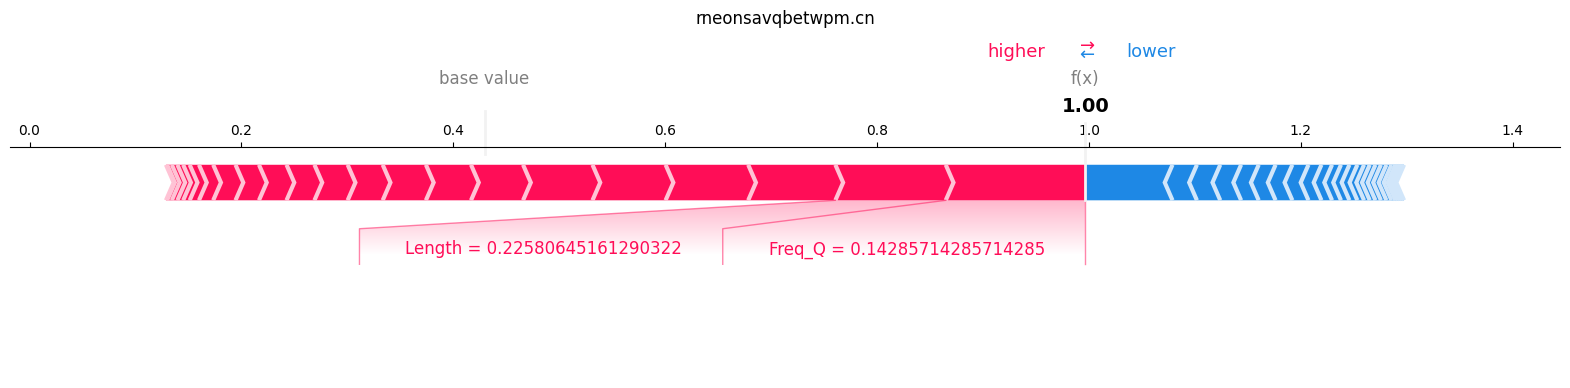 rneonsavqbetwpm.cn
higher ⇄ lower
base value f(x)
1.00
0.0 0.2 0.4 0.6 0.8 1.0 1.2 1.4
Length = 0.22580645161290322 Freq_Q = 0.14285714285714285